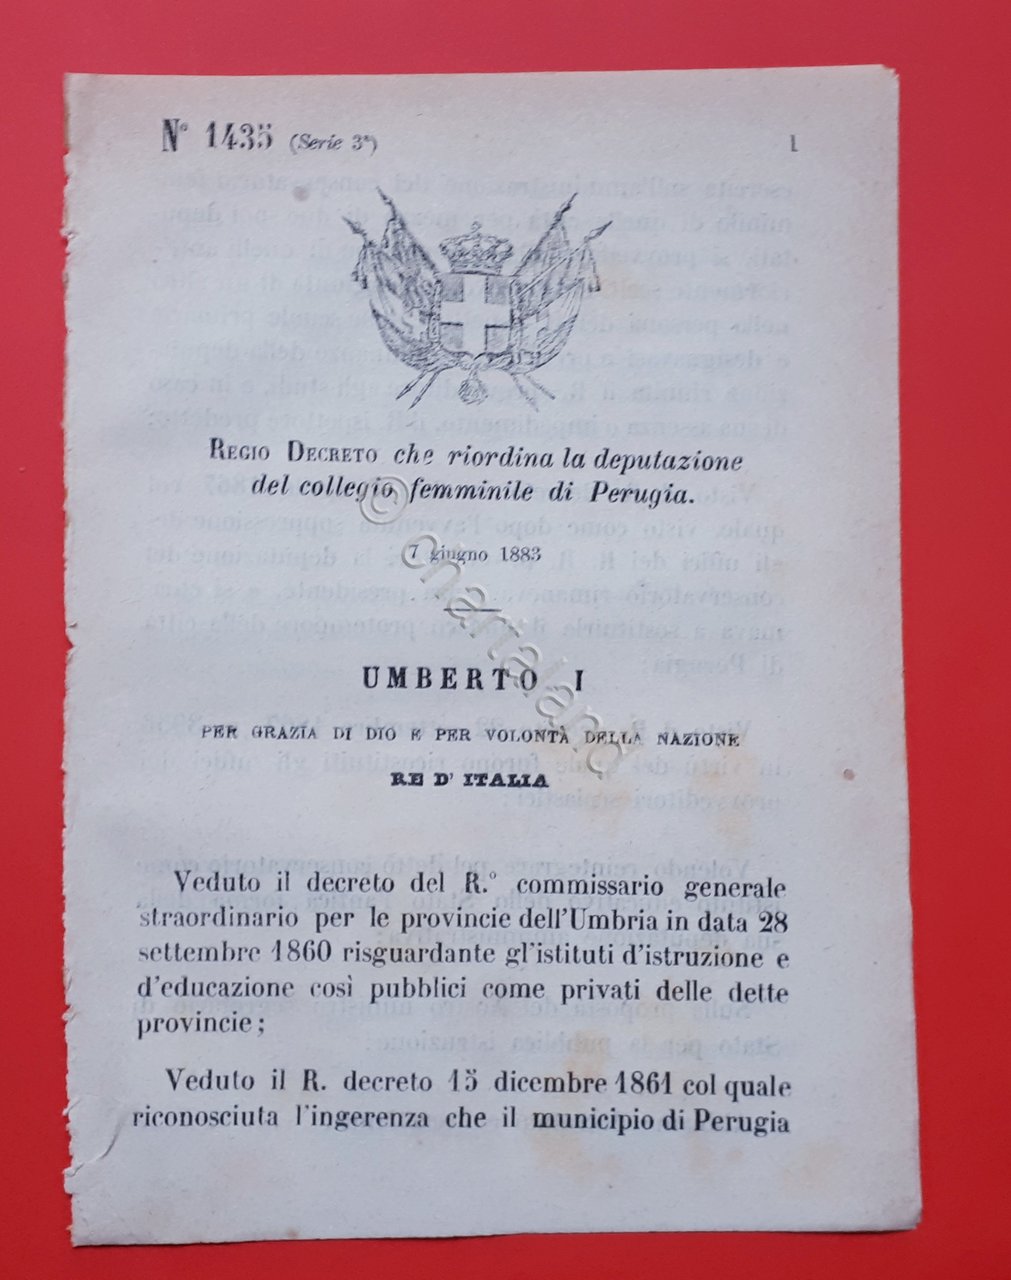 N° 1435 (Serie 3ª) 1
REGIO DECRETO che riordina la deputazione
del collegio femminile di Perugia.
7 giugno 1883
UMBERTO I
PER GRAZIA DI DIO E PER VOLONTÀ DELLA NAZIONE
RE D' ITALIA
Veduto il decreto del R.° commissario generale
straordinario per le provincie dell'Umbria in data 28
settembre 1860 risguardante gl'istituti d'istruzione e
d'educazione così pubblici come privati delle dette
provincie;
Veduto il R. decreto 15 dicembre 1861 col quale
riconosciuta l'ingerenza che il municipio di Perugia
© chartaland